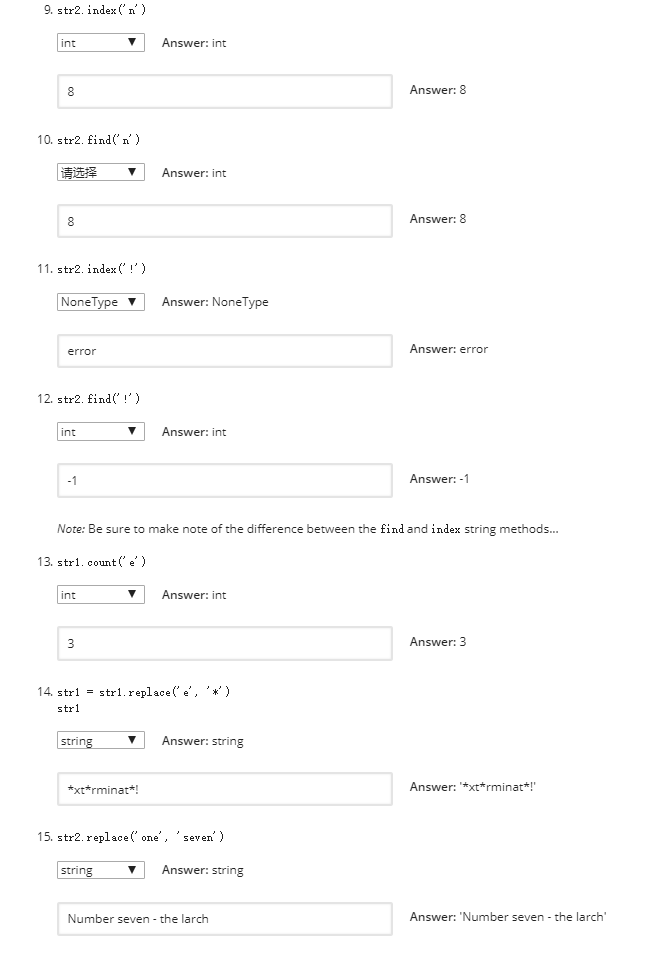 9. str2.index('n')
int ▼ Answer: int
8 Answer: 8
10. str2.find('n')
请选择 ▼ Answer: int
8 Answer: 8
11. str2.index('!')
NoneType ▼ Answer: NoneType
error Answer: error
12. str2.find('!')
int ▼ Answer: int
-1 Answer: -1
Note: Be sure to make note of the difference between the find and index string methods...
13. str1.count('e')
int ▼ Answer: int
3 Answer: 3
14. str1 = str1.replace('e', '*')
str1
string ▼ Answer: string
*xt*rminat*! Answer: '*xt*rminat*!'
15. str2.replace('one', 'seven')
string ▼ Answer: string
Number seven - the larch Answer: 'Number seven - the larch'